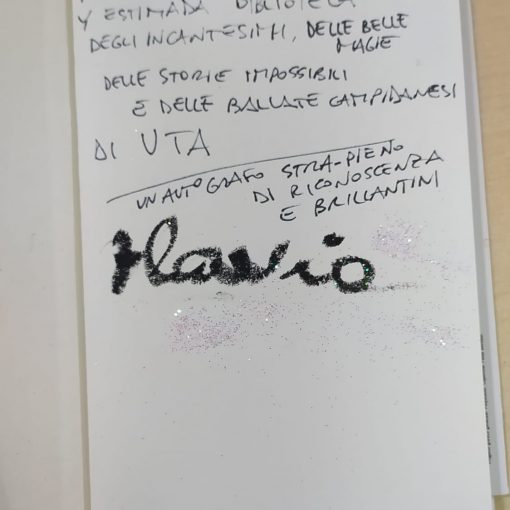 Y ESTIMADA BIBLIOTECA
DEGLI INCANTESIMI, DELLE BELLE
MAGIE
DELLE STORIE IMPOSSIBILI
E DELLE BALLATE CAMPIDANESI
DI UTA
UN AUTOGRAFO STRA-PIENO
DI RICONOSCENZA
E BRILLANTINI
Flavio